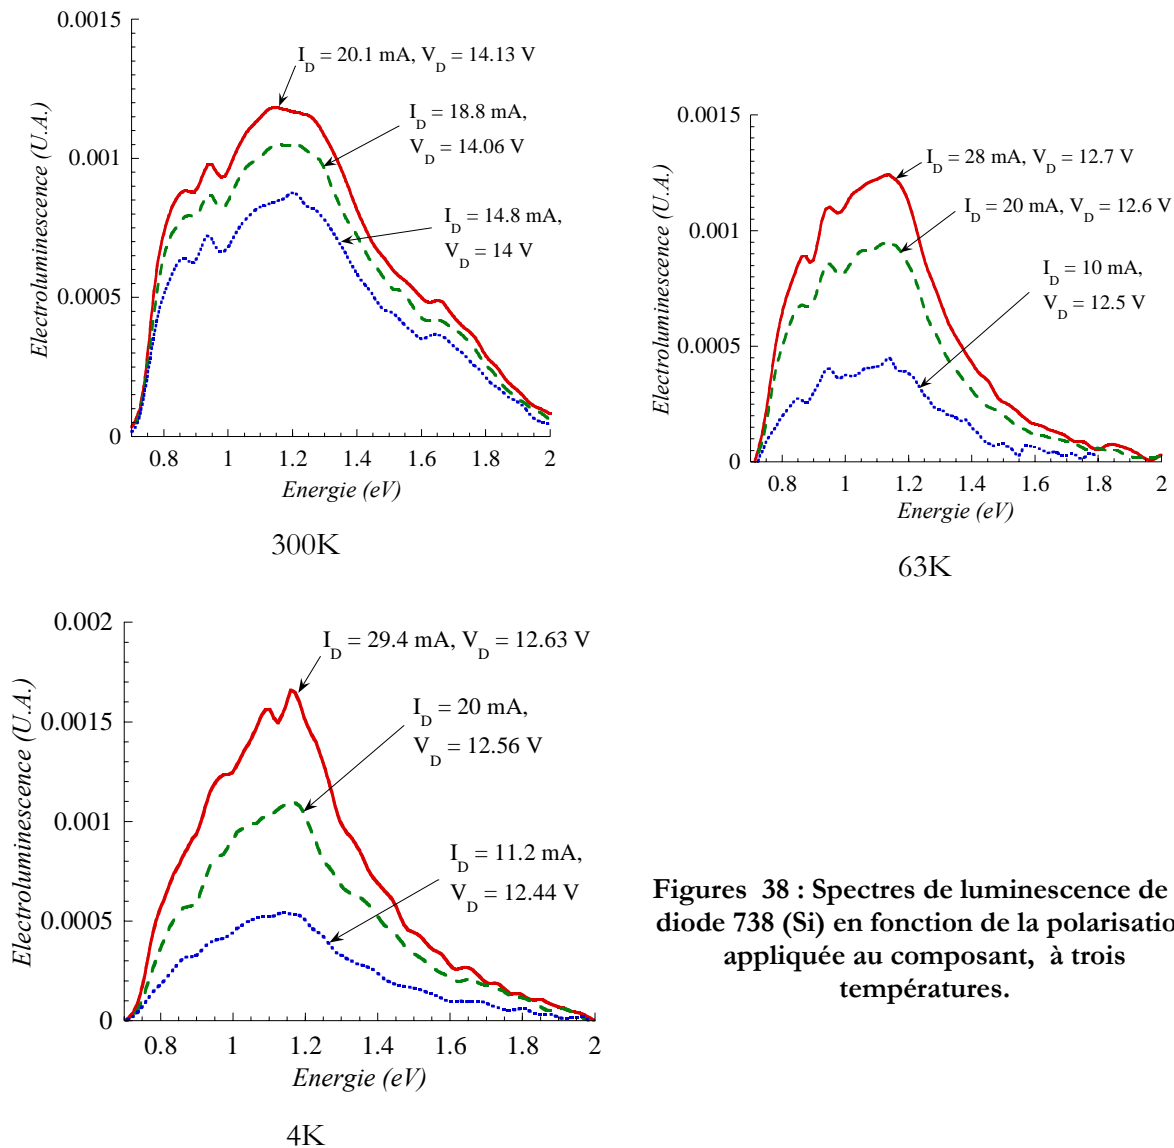 0.0015
0.001
0.0005
0
Electroluminescence (U.A.)
I_D = 20.1 mA, V_D = 14.13 V
I_D = 18.8 mA,
V_D = 14.06 V
I_D = 14.8 mA,
V_D = 14 V
0.8 1 1.2 1.4 1.6 1.8 2
Energie (eV)
300K
0.0015
0.001
0.0005
0
Electroluminescence (U.A.)
I_D = 28 mA, V_D = 12.7 V
I_D = 20 mA, V_D = 12.6 V
I_D = 10 mA,
V_D = 12.5 V
0.8 1 1.2 1.4 1.6 1.8 2
Energie (eV)
63K
0.002
0.0015
0.001
0.0005
0
Electroluminescence (U.A.)
I_D = 29.4 mA, V_D = 12.63 V
I_D = 20 mA,
V_D = 12.56 V
I_D = 11.2 mA,
V_D = 12.44 V
0.8 1 1.2 1.4 1.6 1.8 2
Energie (eV)
4K
Figures 38 : Spectres de luminescence de
diode 738 (Si) en fonction de la polarisatio
appliquée au composant, à trois
températures.